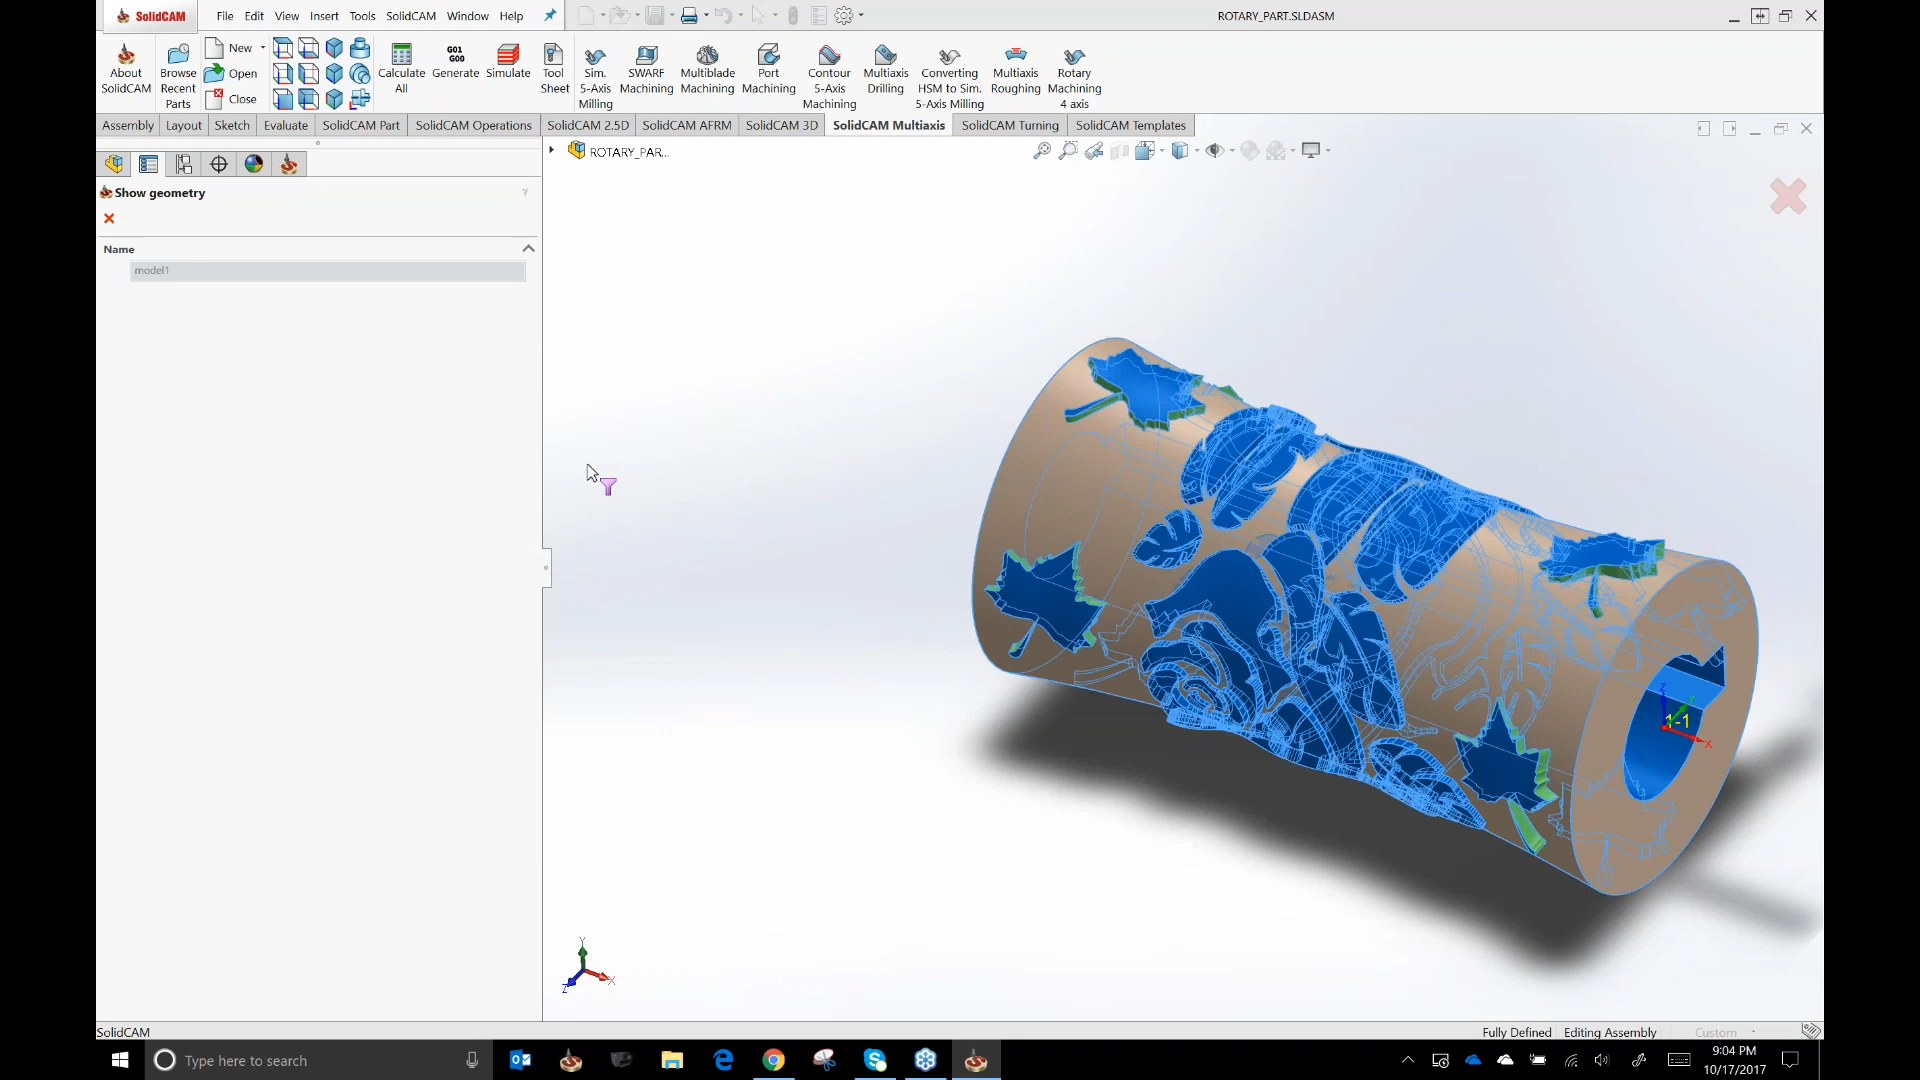 SolidCAM File Edit View Insert Tools SolidCAM Window Help ROTARY_PART.SLDASM
About SolidCAM
Browse Recent Parts
New
Open
Close
Calculate All
G01 G00
Generate
Simulate
Tool Sheet
Sim. 5-Axis Milling
SWARF Machining
Multiblade Machining
Port Machining
Contour 5-Axis Machining
Multiaxis Drilling
Converting HSM to Sim. 5-Axis Milling
Multiaxis Roughing
Rotary Machining 4 axis
Assembly Layout Sketch Evaluate SolidCAM Part SolidCAM Operations SolidCAM 2.5D SolidCAM AFRM SolidCAM 3D SolidCAM Multiaxis SolidCAM Turning SolidCAM Templates
ROTARY_PAR...
Show geometry ?
Name
model1
Z
1-1
X
Y
X
Z
SolidCAM Fully Defined Editing Assembly Custom
Type here to search
9:04 PM
10/17/2017